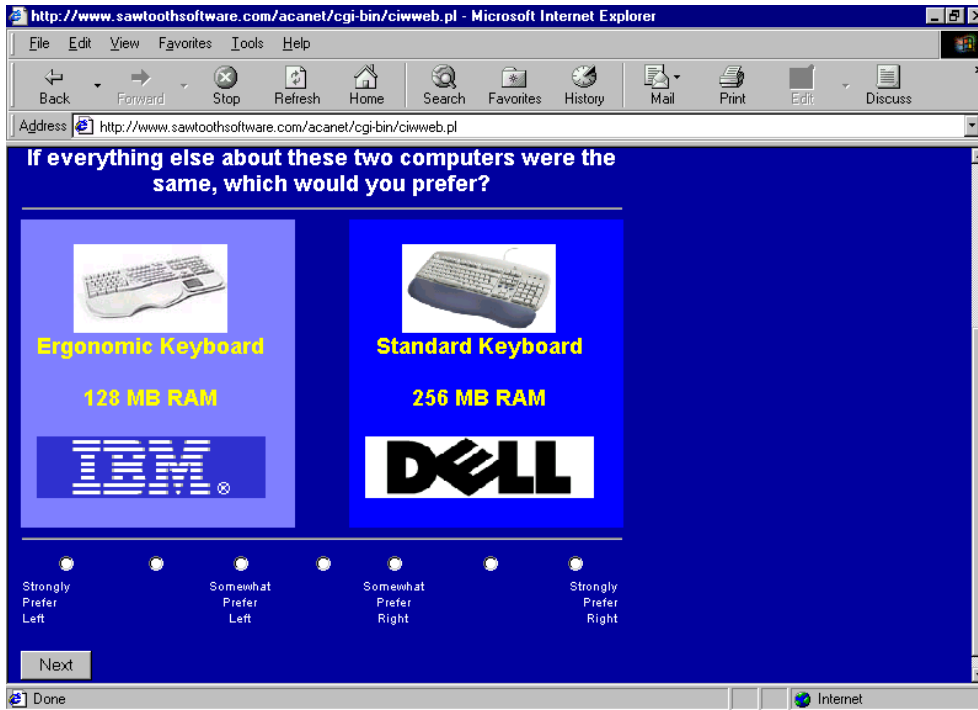 http://www.sawtoothsoftware.com/acanet/cgi-bin/ciwweb.pl - Microsoft Internet Explorer
File Edit View Favorites Tools Help
Back Forward Stop Refresh Home Search Favorites History Mail Print Edit Discuss
Address http://www.sawtoothsoftware.com/acanet/cgi-bin/ciwweb.pl
If everything else about these two computers were the
same, which would you prefer?
Ergonomic Keyboard
128 MB RAM
IBM®
Standard Keyboard
256 MB RAM
DELL
Strongly
Prefer
Left
Somewhat
Prefer
Left
Somewhat
Prefer
Right
Strongly
Prefer
Right
Next
Done Internet